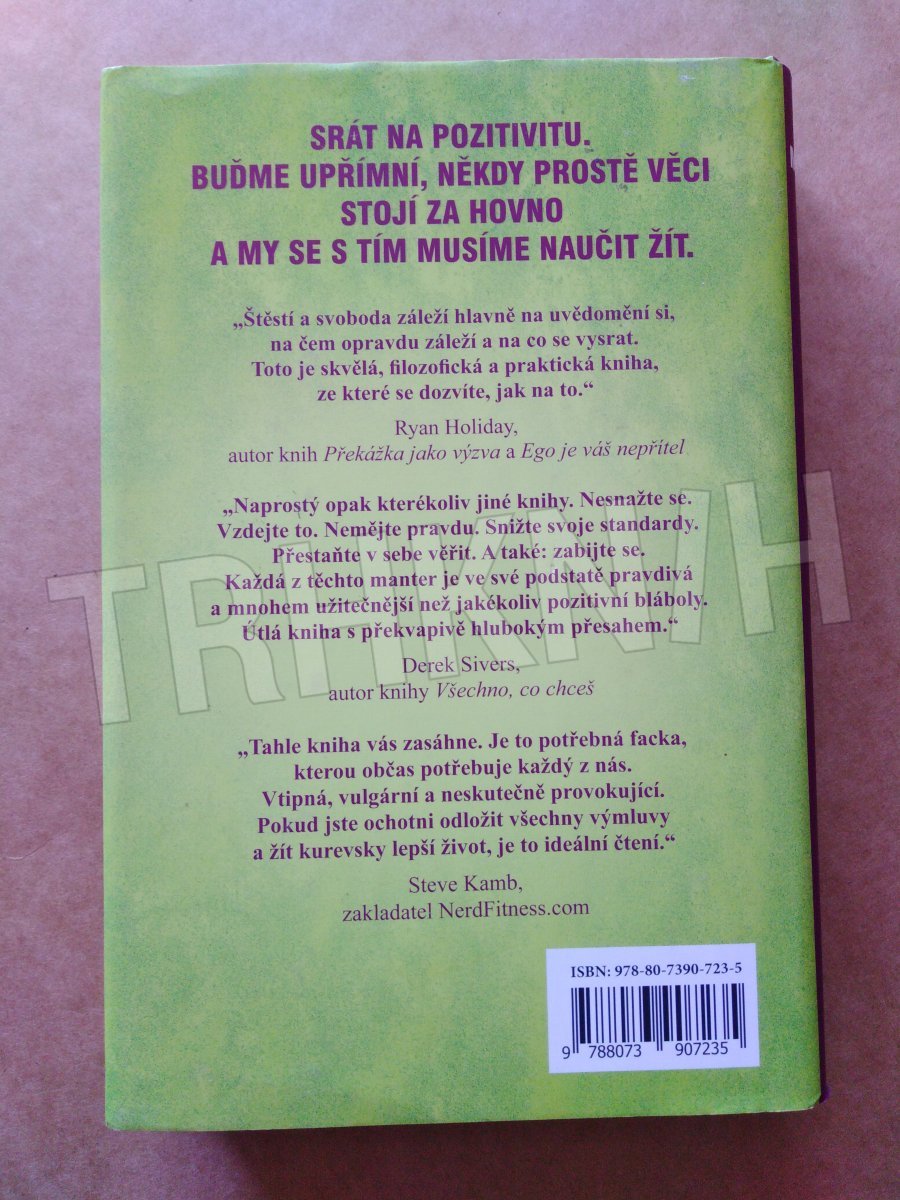 SRÁT NA POZITIVITU.
BUĎME UPŘÍMNÍ, NĚKDY PROSTĚ VĚCI
STOJÍ ZA HOVNO
A MY SE S TÍM MUSÍME NAUČIT ŽÍT.
„Štěstí a svoboda záleží hlavně na uvědomění si,
na čem opravdu záleží a na co se vysrat.
Toto je skvělá, filozofická a praktická kniha,
ze které se dozvíte, jak na to.“
Ryan Holiday,
autor knih Překážka jako výzva a Ego je váš nepřítel
„Naprostý opak kterékoliv jiné knihy. Nesnažte se.
Vzdejte to. Nemějte pravdu. Snižte svoje standardy.
Přestaňte v sebe věřit. A také: zabijte se.
Každá z těchto manter je ve své podstatě pravdivá
a mnohem užitečnější než jakékoliv pozitivní bláboly.
Útlá kniha s překvapivě hlubokým přesahem.“
Derek Sivers,
autor knihy Všechno, co chceš
„Tahle kniha vás zasáhne. Je to potřebná facka,
kterou občas potřebuje každý z nás.
Vtipná, vulgární a neskutečně provokující.
Pokud jste ochotni odložit všechny výmluvy
a žít kurevsky lepší život, je to ideální čtení.“
Steve Kamb,
zakladatel NerdFitness.com
ISBN: 978-80-7390-723-5
9 788073 907235
TRHKNIH